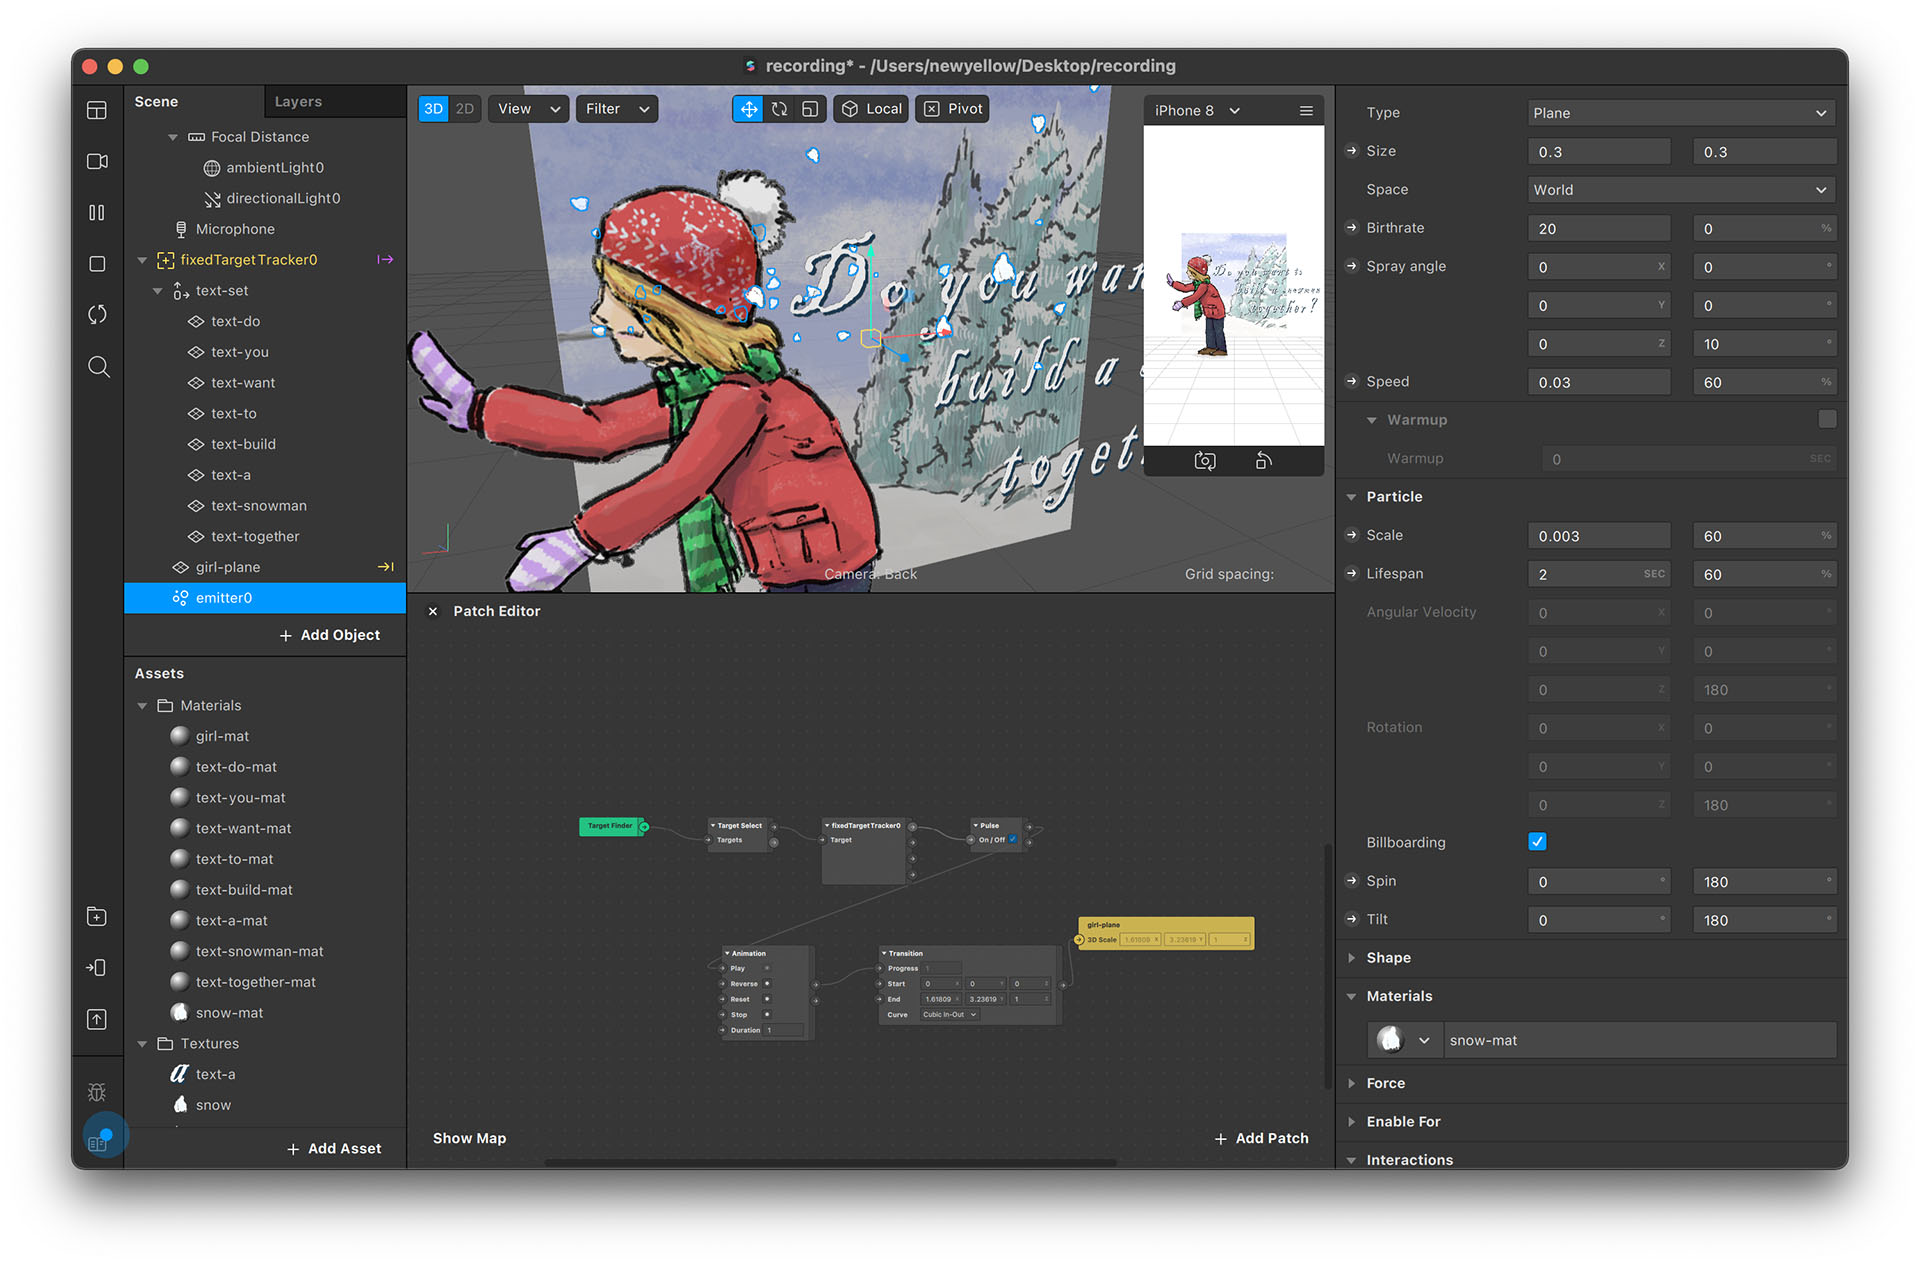 recording* - /Users/newyellow/Desktop/recording
Scene
Layers
Focal Distance
ambientLight0
directionalLight0
Microphone
fixedTargetTracker0
text-set
text-do
text-you
text-want
text-to
text-build
text-a
text-snowman
text-together
girl-plane
emitter0
+ Add Object
Assets
Materials
girl-mat
text-do-mat
text-you-mat
text-want-mat
text-to-mat
text-build-mat
text-a-mat
text-snowman-mat
text-together-mat
snow-mat
Textures
text-a
snow
+ Add Asset
3D 2D View Filter Local Pivot
Do you wan
build a
toget
Camera: Back
Grid spacing:
iPhone 8
Do you want to
build a snowman
together?
Patch Editor
Target Finder
Target Select
Targets
fixedTargetTracker0
Target
Pulse
On / Off
Animation
Play
Reverse
Reset
Stop
Duration 1
Transition
Progress 1
Start 0 X 0 Y 0 Z
End 1.61809 X 3.23619 Y 1 Z
Curve Cubic In-Out
girl-plane
3D Scale 1.61809 X 3.23619 Y 1 Z
Show Map
+ Add Patch
Type Plane
Size 0.3 0.3
Space World
Birthrate 20 0 %
Spray angle 0 X 0 °
0 Y 0 °
0 Z 10 °
Speed 0.03 60 %
Warmup
Warmup 0 SEC
Particle
Scale 0.003 60 %
Lifespan 2 SEC 60 %
Angular Velocity 0 X 0 °
0 Y 0 °
0 Z 180 °
Rotation 0 X 0 °
0 Y 0 °
0 Z 180 °
Billboarding
Spin 0 ° 180 °
Tilt 0 ° 180 °
Shape
Materials
snow-mat
Force
Enable For
Interactions